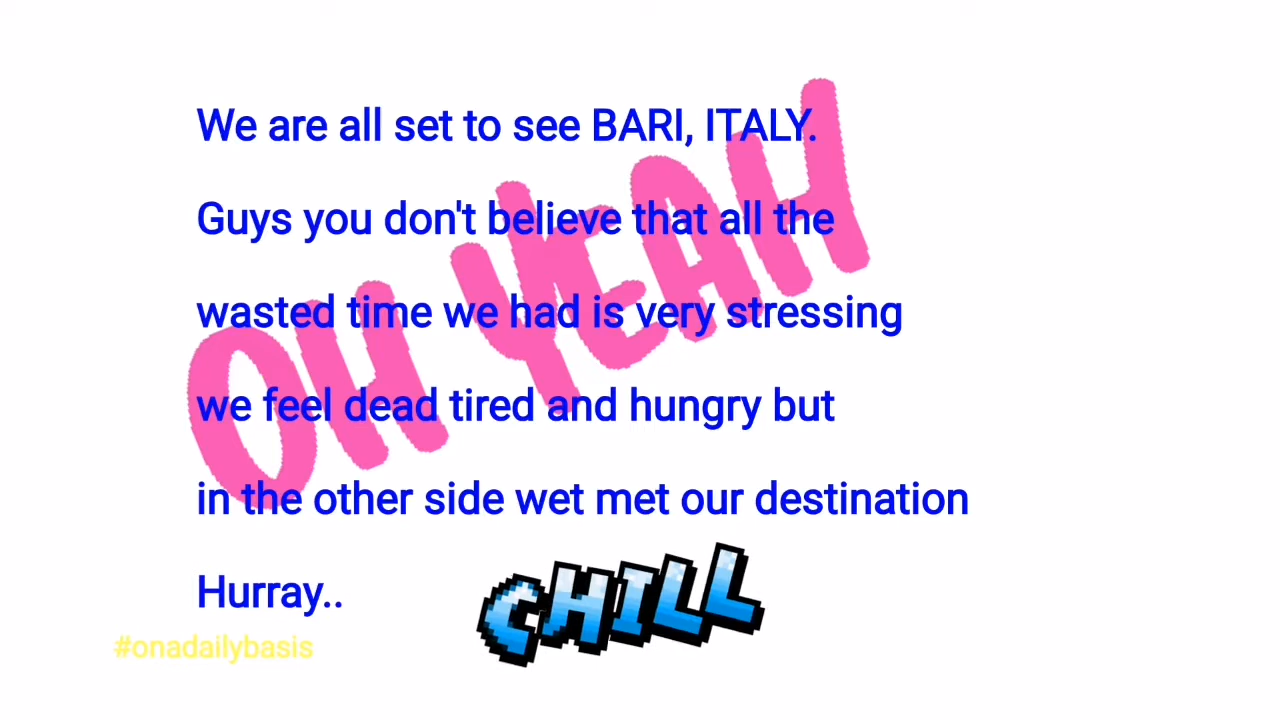 We are all set to see BARI, ITALY.
Guys you don't believe that all the
wasted time we had is very stressing
we feel dead tired and hungry but
in the other side wet met our destination
Hurray..
OH YEAH
CHILL
#onadailybasis